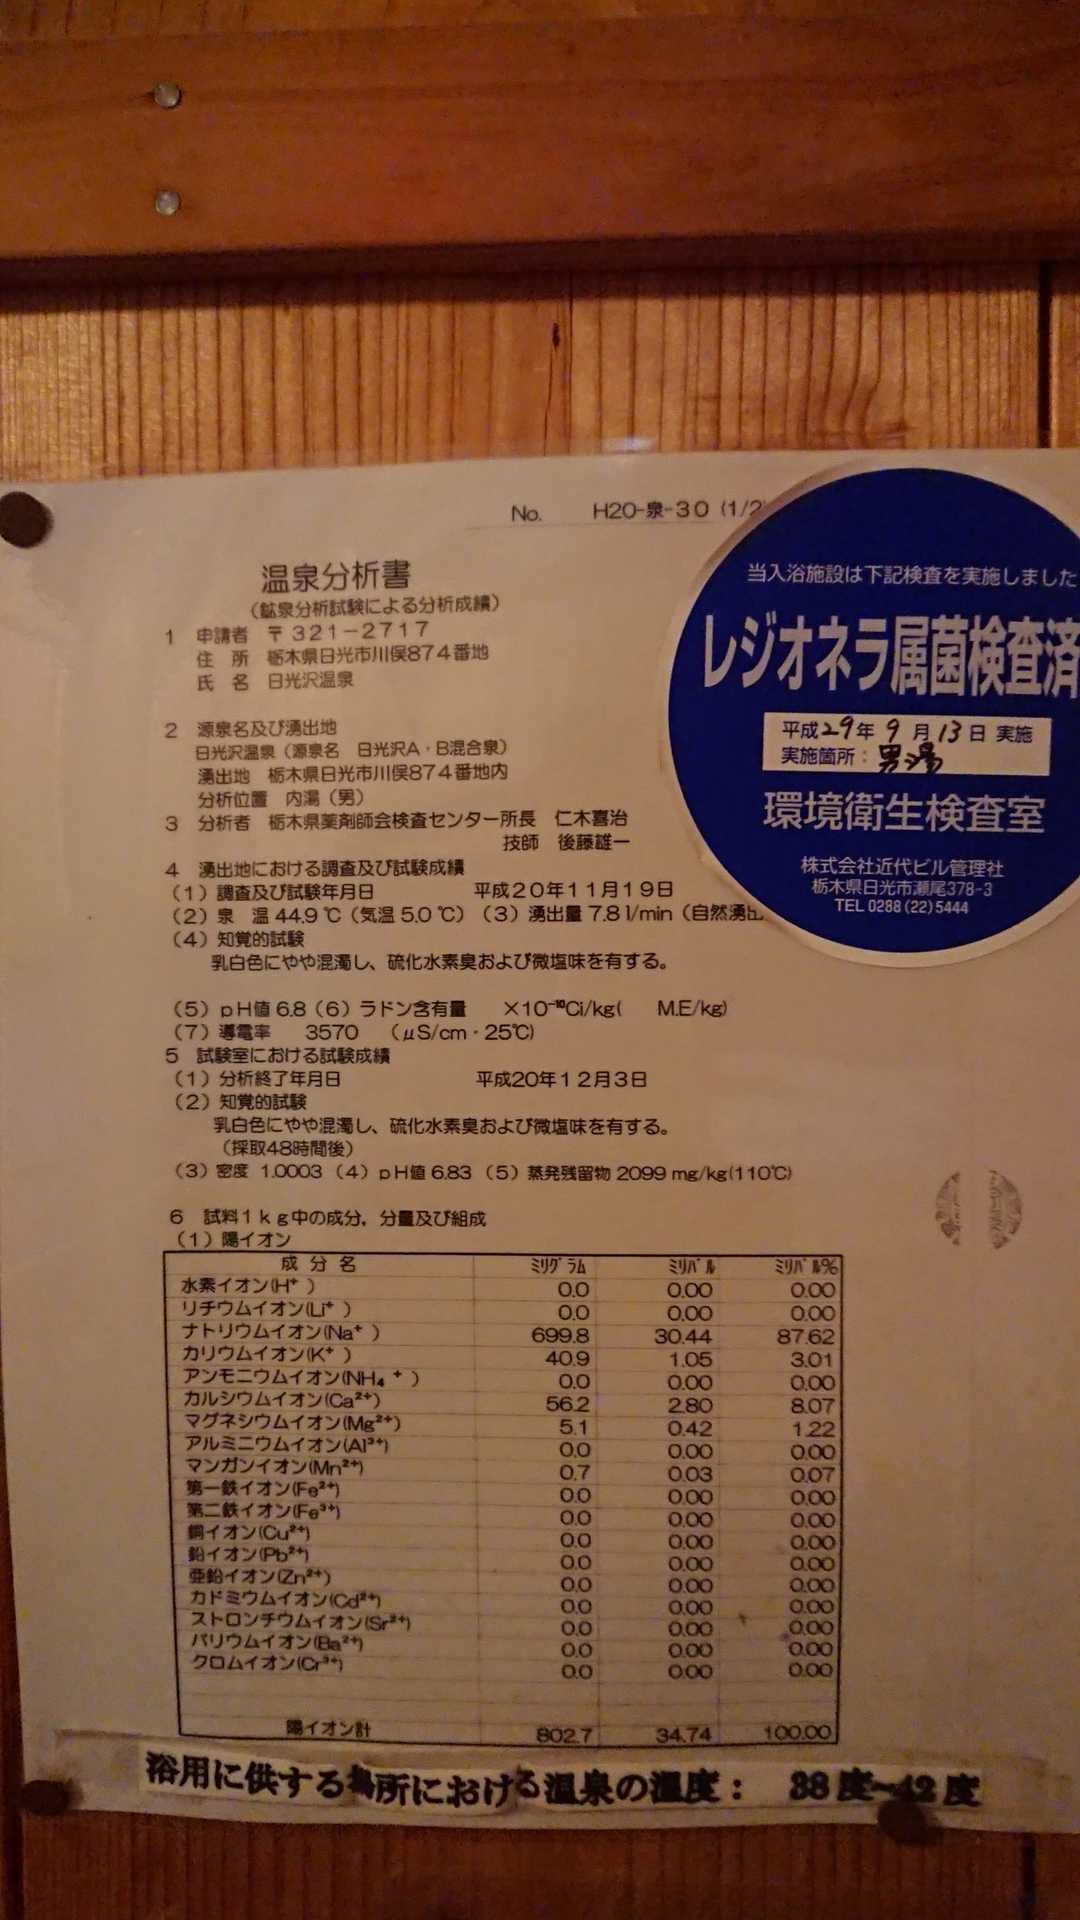 No. H20-泉-30 (1/2
温泉分析書
(鉱泉分析試験による分析成績)
1 申請者 〒321-2717
住 所 栃木県日光市川俣874番地
氏 名 日光沢温泉
2 源泉名及び湧出地
日光沢温泉（源泉名 日光沢A・B混合泉）
湧出地 栃木県日光市川俣874番地内
分析位置 内湯（男）
3 分析者 栃木県薬剤師会検査センター所長 仁木喜治
技師 後藤雄一
4 湧出地における調査及び試験成績
(1) 調査及び試験年月日 平成20年11月19日
(2) 泉 温 44.9 ℃（気温 5.0 ℃）(3) 湧出量 7.8 l/min（自然湧出
(4) 知覚的試験
乳白色にやや混濁し、硫化水素臭および微塩味を有する。
(5) pH値 6.8 (6) ラドン含有量 ×10⁻¹⁰Ci/kg( M.E/kg)
(7) 導電率 3570 (μS/cm・25℃)
5 試験室における試験成績
(1) 分析終了年月日 平成20年12月3日
(2) 知覚的試験
乳白色にやや混濁し、硫化水素臭および微塩味を有する。
（採取48時間後）
(3) 密度 1.0003 (4) pH値 6.83 (5) 蒸発残留物 2099 mg/kg(110℃)
6 試料1kg中の成分，分量及び組成
(1) 陽イオン
成 分 名 ﾐﾘｸﾞﾗﾑ ﾐﾘﾊﾞﾙ ﾐﾘﾊﾞﾙ%
水素イオン(H⁺) 0.0 0.00 0.00
リチウムイオン(Li⁺) 0.0 0.00 0.00
ナトリウムイオン(Na⁺) 699.8 30.44 87.62
カリウムイオン(K⁺) 40.9 1.05 3.01
アンモニウムイオン(NH₄⁺) 0.0 0.00 0.00
カルシウムイオン(Ca²⁺) 56.2 2.80 8.07
マグネシウムイオン(Mg²⁺) 5.1 0.42 1.22
アルミニウムイオン(Al³⁺) 0.0 0.00 0.00
マンガンイオン(Mn²⁺) 0.7 0.03 0.07
第一鉄イオン(Fe²⁺) 0.0 0.00 0.00
第二鉄イオン(Fe³⁺) 0.0 0.00 0.00
銅イオン(Cu²⁺) 0.0 0.00 0.00
鉛イオン(Pb²⁺) 0.0 0.00 0.00
亜鉛イオン(Zn²⁺) 0.0 0.00 0.00
カドミウムイオン(Cd²⁺) 0.0 0.00 0.00
ストロンチウムイオン(Sr²⁺) 0.0 0.00 0.00
バリウムイオン(Ba²⁺) 0.0 0.00 0.00
クロムイオン(Cr³⁺) 0.0 0.00 0.00
陽イオン計 802.7 34.74 100.00
浴用に供する場所における温泉の温度： 38度~42度
当入浴施設は下記検査を実施しました
レジオネラ属菌検査済
平成29年9月13日 実施
実施箇所：男湯
環境衛生検査室
株式会社近代ビル管理社
栃木県日光市瀬尾378-3
TEL 0288 (22) 5444